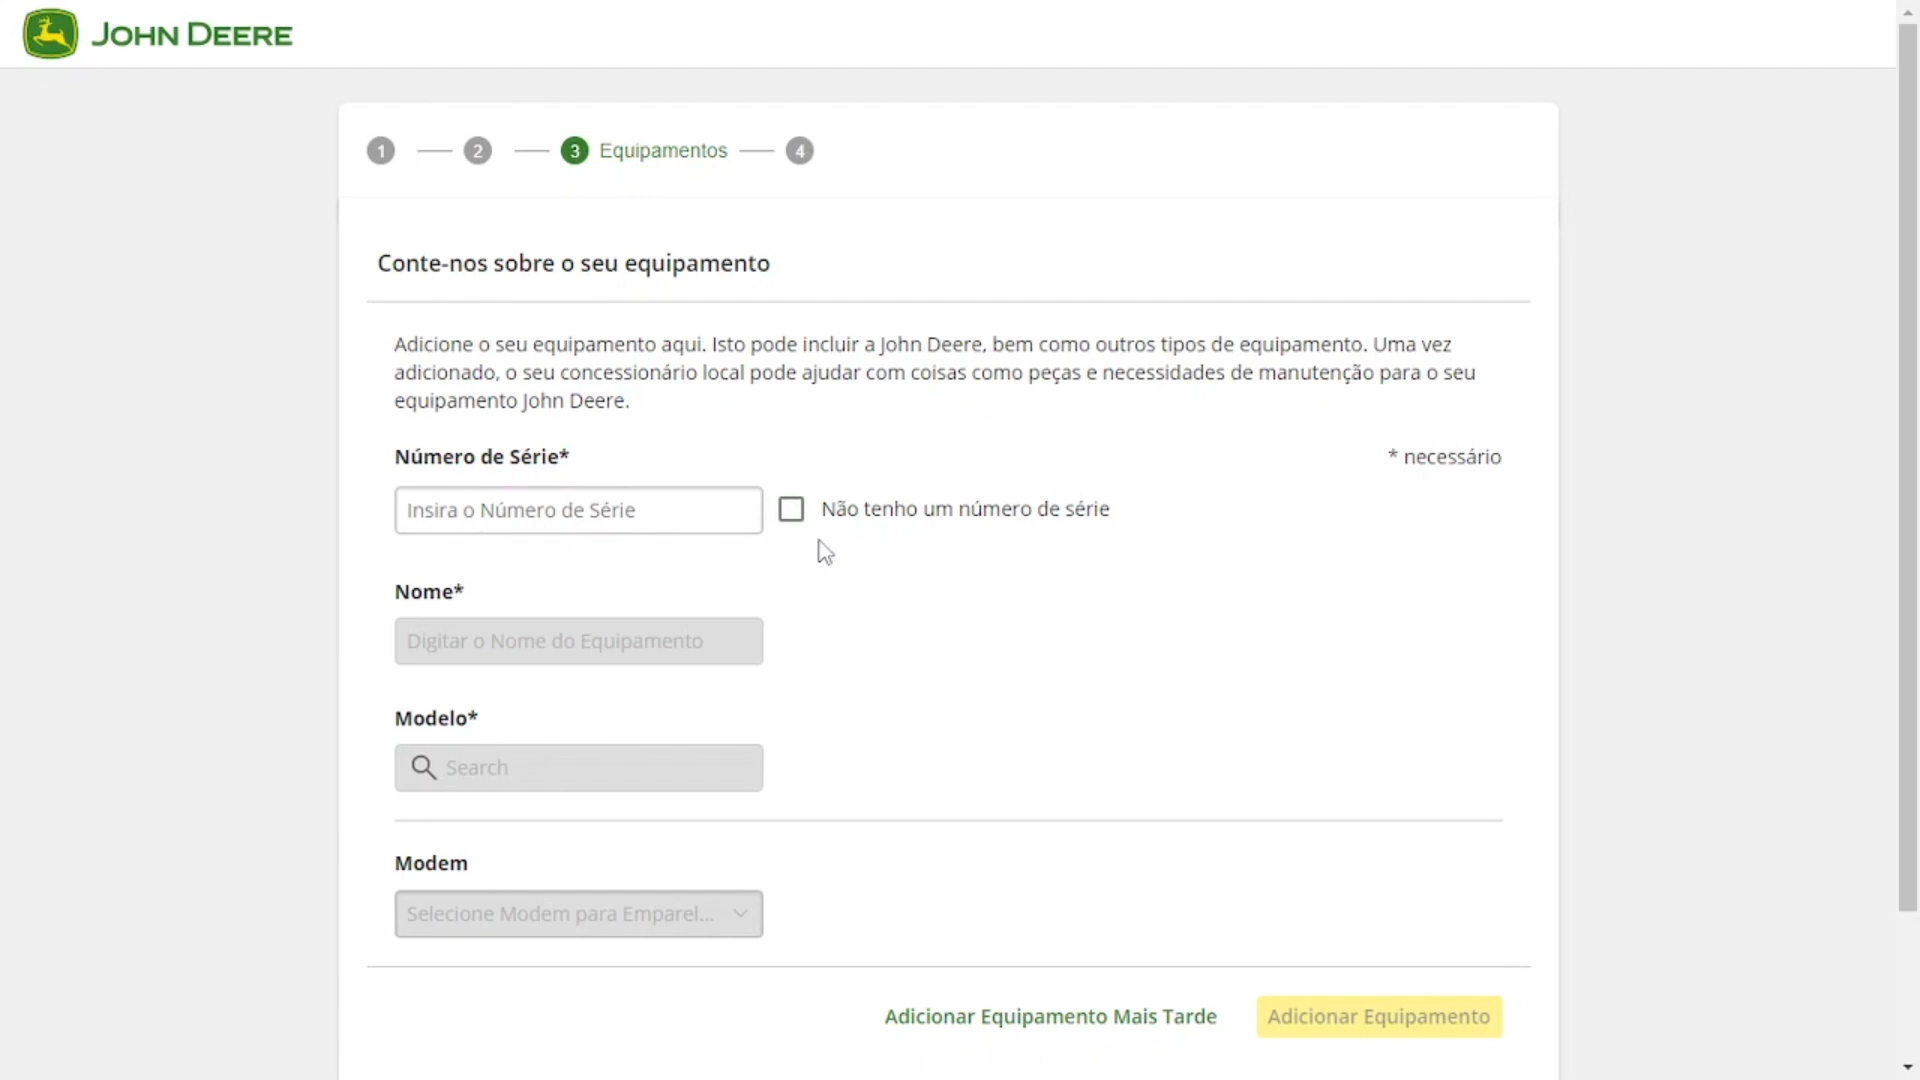 JOHN DEERE
1 2 3 Equipamentos 4
Conte-nos sobre o seu equipamento
Adicione o seu equipamento aqui. Isto pode incluir a John Deere, bem como outros tipos de equipamento. Uma vez
adicionado, o seu concessionário local pode ajudar com coisas como peças e necessidades de manutenção para o seu
equipamento John Deere.
Número de Série*
* necessário
Insira o Número de Série
Não tenho um número de série
Nome*
Digitar o Nome do Equipamento
Modelo*
Search
Modem
Selecione Modem para Emparel...
Adicionar Equipamento Mais Tarde
Adicionar Equipamento